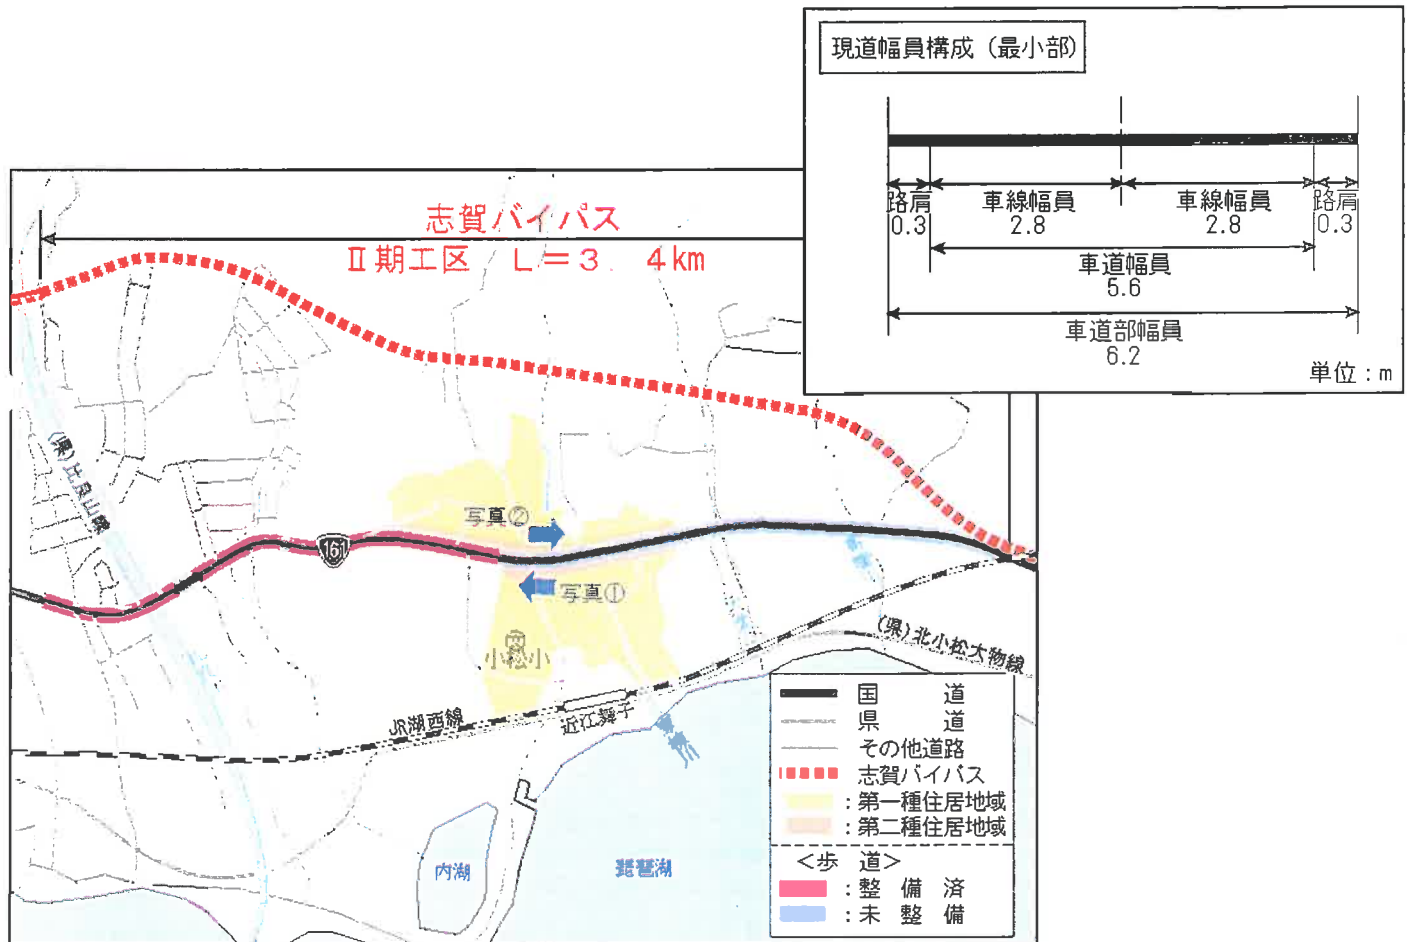 現道幅員構成（最小部）
路肩
0.3
車線幅員
2.8
車線幅員
2.8
路肩
0.3
車道幅員
5.6
車道部幅員
6.2
単位：m
志賀バイパス
Ⅱ期工区 L＝3．4km
(県)比良山線
161
写真②
写真①
小松小
(県)北小松大物線
JR湖西線
近江舞子
内湖
琵琶湖
国道
県道
その他道路
志賀バイパス
：第一種住居地域
：第二種住居地域
＜歩道＞
：整備済
：未整備